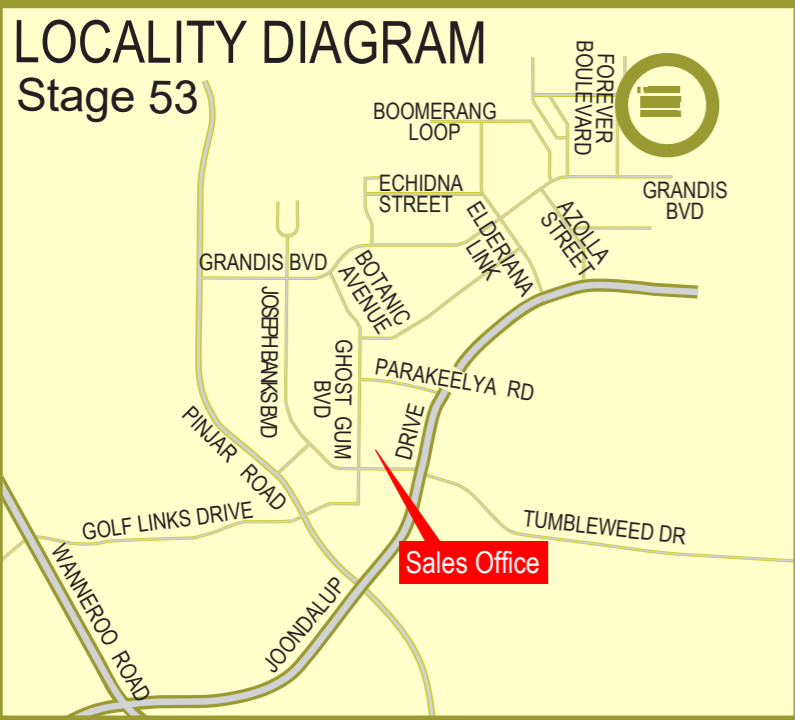 LOCALITY DIAGRAM
Stage 53
FOREVER
BOULEVARD
BOOMERANG
LOOP
ECHIDNA
STREET
GRANDIS
BVD
AZOLLA
STREET
ELDERIANA
LINK
GRANDIS BVD
BOTANIC
AVENUE
JOSEPH BANKS BVD
GHOST GUM
BVD
PARAKEELYA RD
PINJAR ROAD
DRIVE
GOLF LINKS DRIVE
TUMBLEWEED DR
Sales Office
WANNEROO ROAD
JOONDALUP